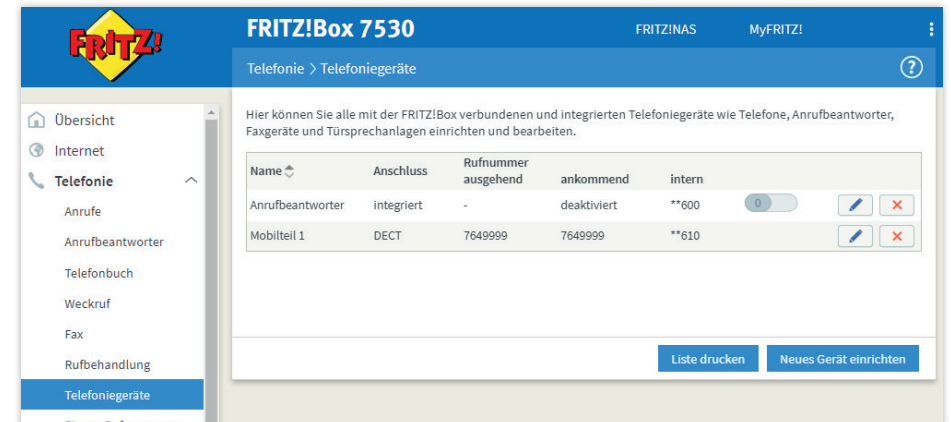 FRITZ!
FRITZ!Box 7530
FRITZ!NAS
MyFRITZ!
Telefonie > Telefoniegeräte
?
Übersicht
Internet
Telefonie
Anrufe
Anrufbeantworter
Telefonbuch
Weckruf
Fax
Rufbehandlung
Telefoniegeräte
Hier können Sie alle mit der FRITZ!Box verbundenen und integrierten Telefoniegeräte wie Telefone, Anrufbeantworter,
Faxgeräte und Türsprechanlagen einrichten und bearbeiten.
Name Anschluss Rufnummer ausgehend ankommend intern
Anrufbeantworter integriert - deaktiviert **600 0
Mobilteil 1 DECT 7649999 7649999 **610
Liste drucken Neues Gerät einrichten